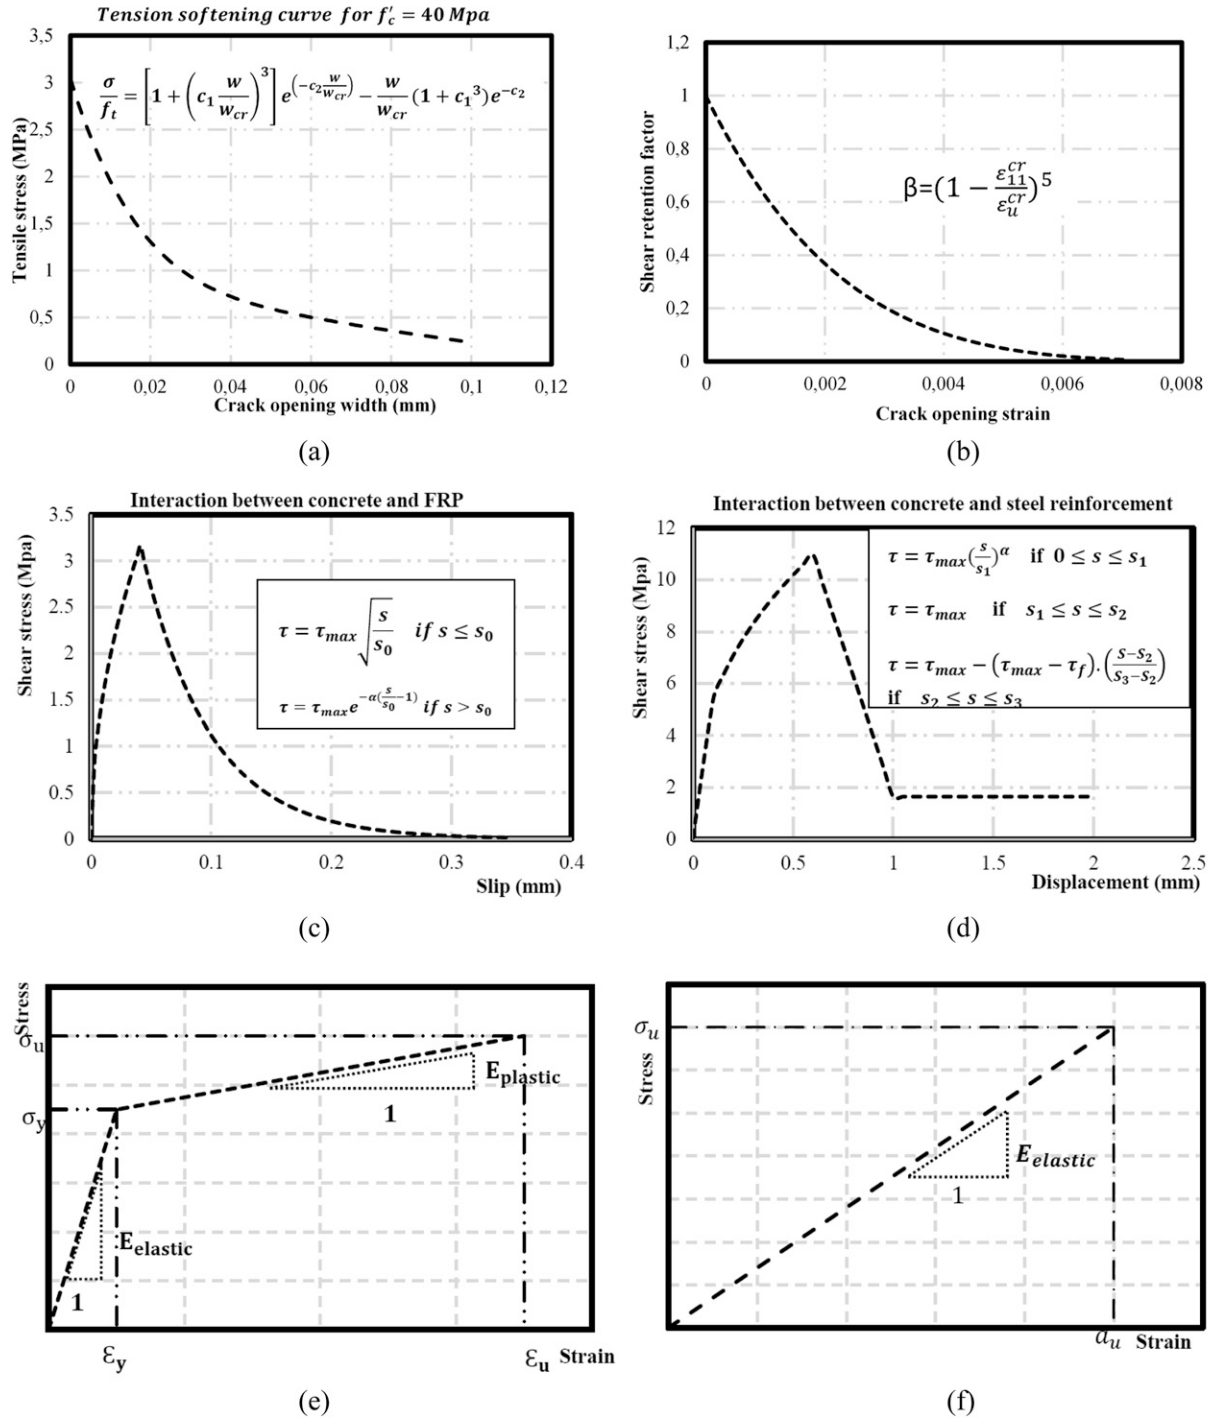 Tension softening curve for f′c = 40 Mpa
3,5
3
2,5
2
1,5
1
0,5
0
Tensile stress (MPa)
σ/ft = [1 + (c1 w/wcr)^3] e^(−c2 w/wcr) − w/wcr (1 + c1^3)e^−c2
0 0,02 0,04 0,06 0,08 0,1 0,12
Crack opening width (mm)
(a)
1,2
1
0,8
0,6
0,4
0,2
0
Shear retention factor
β=(1 − ε11^cr/εu^cr)^5
0 0,002 0,004 0,006 0,008
Crack opening strain
(b)
Interaction between concrete and FRP
3.5
3
2.5
2
1.5
1
0.5
0
Shear stress (Mpa)
τ = τmax √(s/s0) if s ≤ s0
τ = τmax e^−α(s/s0−1) if s > s0
0 0.1 0.2 0.3 0.4
Slip (mm)
(c)
Interaction between concrete and steel reinforcement
12
10
8
6
4
2
0
Shear stress (Mpa)
τ = τmax(s/s1)^α if 0 ≤ s ≤ s1
τ = τmax if s1 ≤ s ≤ s2
τ = τmax − (τmax − τf).(s−s2/s3−s2)
if s2 ≤ s ≤ s3
0 0.5 1 1.5 2 2.5
Displacement (mm)
(d)
Stress
σu
σy
Eplastic
1
Eelastic
1
εy
εu Strain
(e)
σu
Stress
Eelastic
1
au Strain
(f)